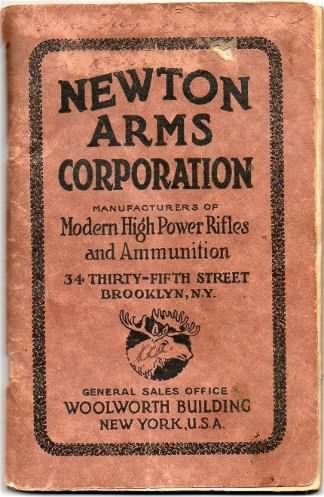 NEWTON
ARMS
CORPORATION
MANUFACTURERS OF
Modern High Power Rifles
and Ammunition
34 THIRTY-FIFTH STREET
BROOKLYN, N.Y.
GENERAL SALES OFFICE
WOOLWORTH BUILDING
NEW YORK, U.S.A.